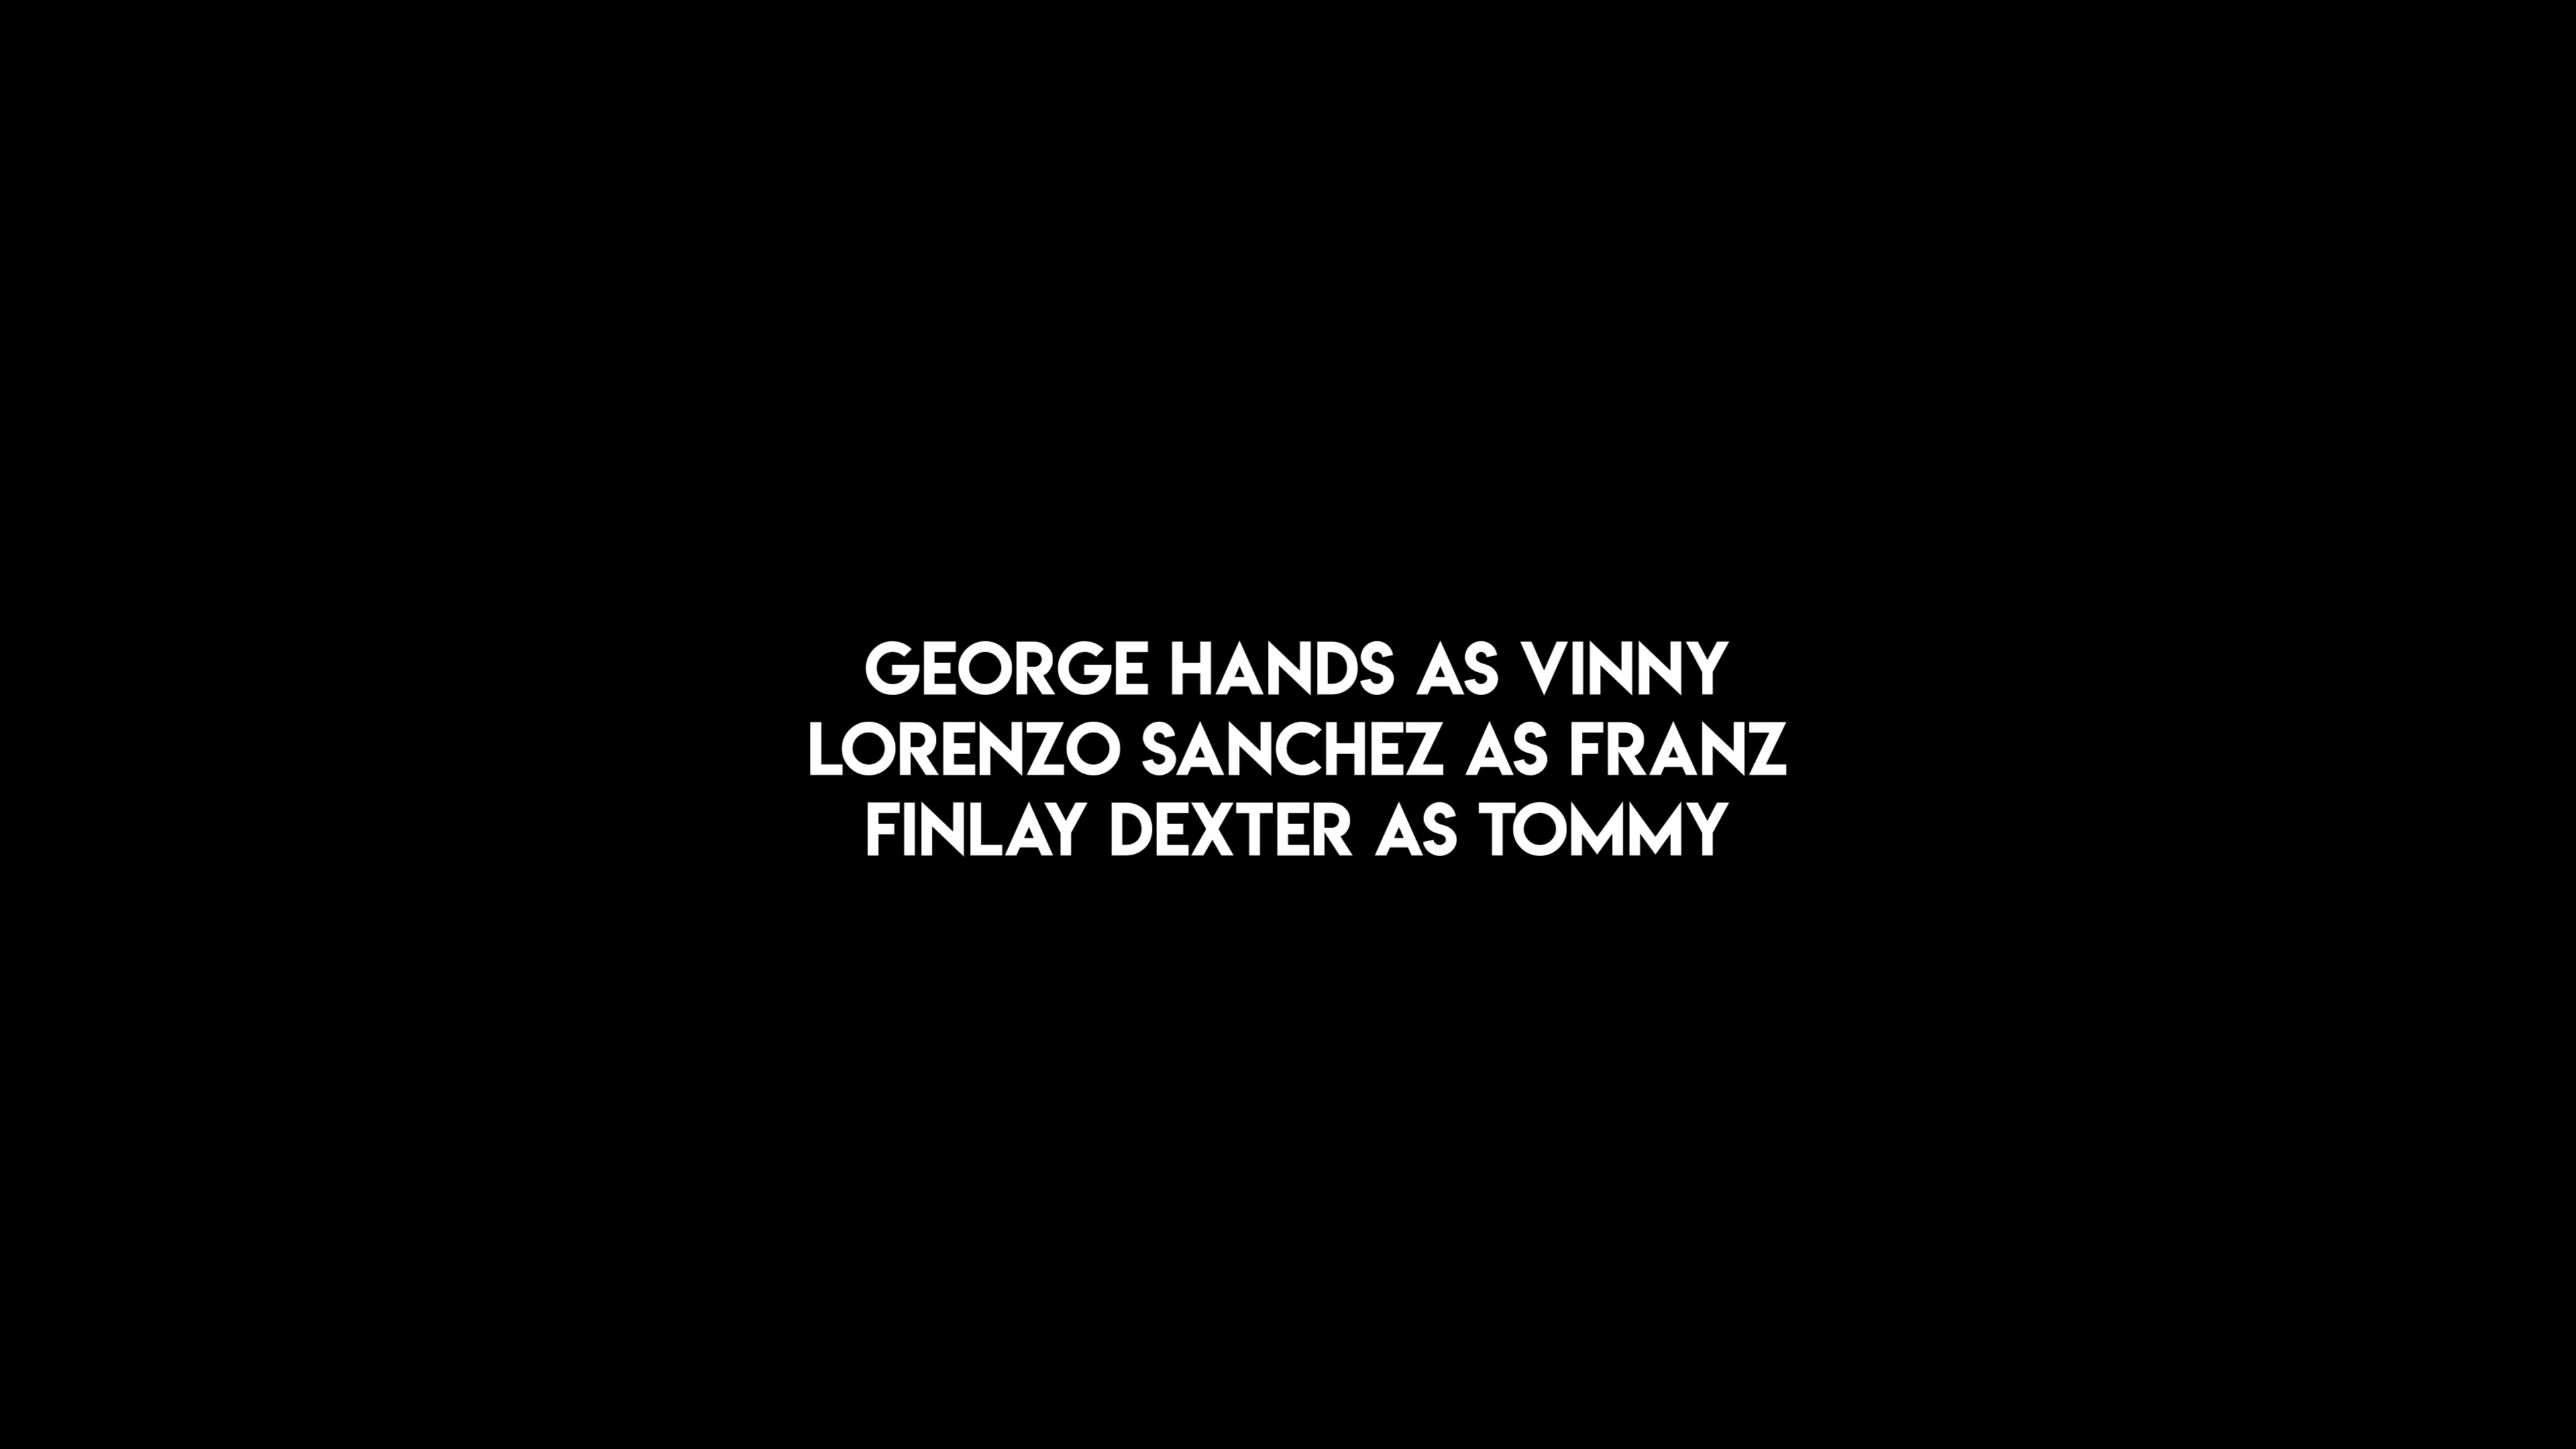 GEORGE HANDS AS VINNY
LORENZO SANCHEZ AS FRANZ
FINLAY DEXTER AS TOMMY